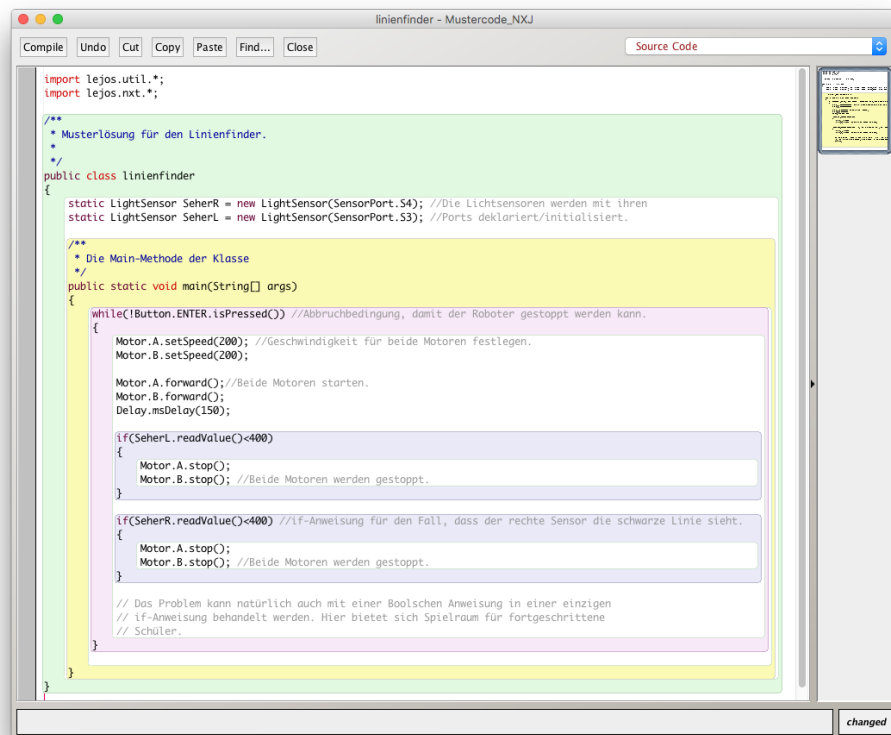 linienfinder - Mustercode_NXJ
Compile Undo Cut Copy Paste Find... Close Source Code
import lejos.util.*;
import lejos.nxt.*;
/**
* Musterlösung für den Linienfinder.
*
*/
public class linienfinder
{
static LightSensor SeherR = new LightSensor(SensorPort.S4); //Die Lichtsensoren werden mit ihren
static LightSensor SeherL = new LightSensor(SensorPort.S3); //Ports deklariert/initialisiert.
/**
* Die Main-Methode der Klasse
*/
public static void main(String[] args)
{
while(!Button.ENTER.isPressed()) //Abbruchbedingung, damit der Roboter gestoppt werden kann.
{
Motor.A.setSpeed(200); //Geschwindigkeit für beide Motoren festlegen.
Motor.B.setSpeed(200);
Motor.A.forward();//Beide Motoren starten.
Motor.B.forward();
Delay.msDelay(150);
if(SeherL.readValue()<400)
{
Motor.A.stop();
Motor.B.stop(); //Beide Motoren werden gestoppt.
}
if(SeherR.readValue()<400) //if-Anweisung für den Fall, dass der rechte Sensor die schwarze Linie sieht.
{
Motor.A.stop();
Motor.B.stop(); //Beide Motoren werden gestoppt.
}
// Das Problem kann natürlich auch mit einer Boolschen Anweisung in einer einzigen
// if-Anweisung behandelt werden. Hier bietet sich Spielraum für fortgeschrittene
// Schüler.
}
}
}
changed